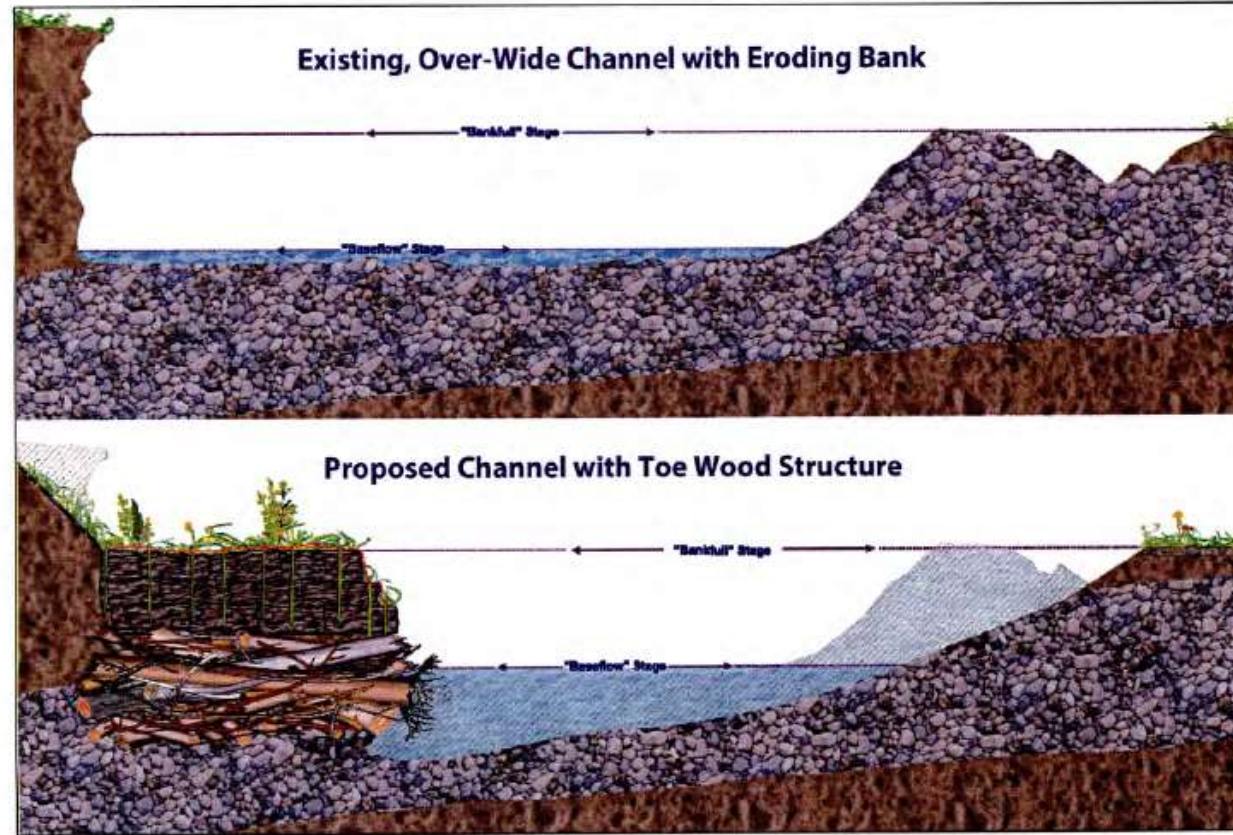 Existing, Over-Wide Channel with Eroding Bank
"Bankfull" Stage
"Baseflow" Stage
Proposed Channel with Toe Wood Structure
"Bankfull" Stage
"Baseflow" Stage